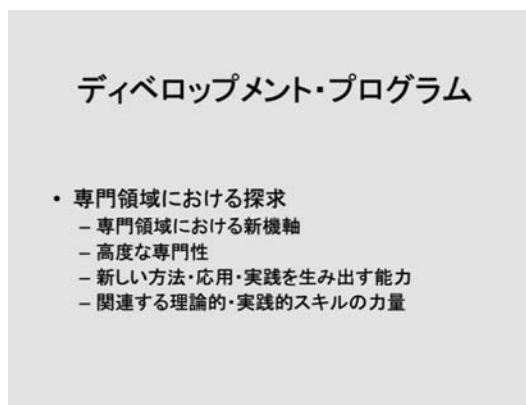 ディベロップメント・プログラム
• 専門領域における探求
– 専門領域における新機軸
– 高度な専門性
– 新しい方法・応用・実践を生み出す能力
– 関連する理論的・実践的スキルの力量